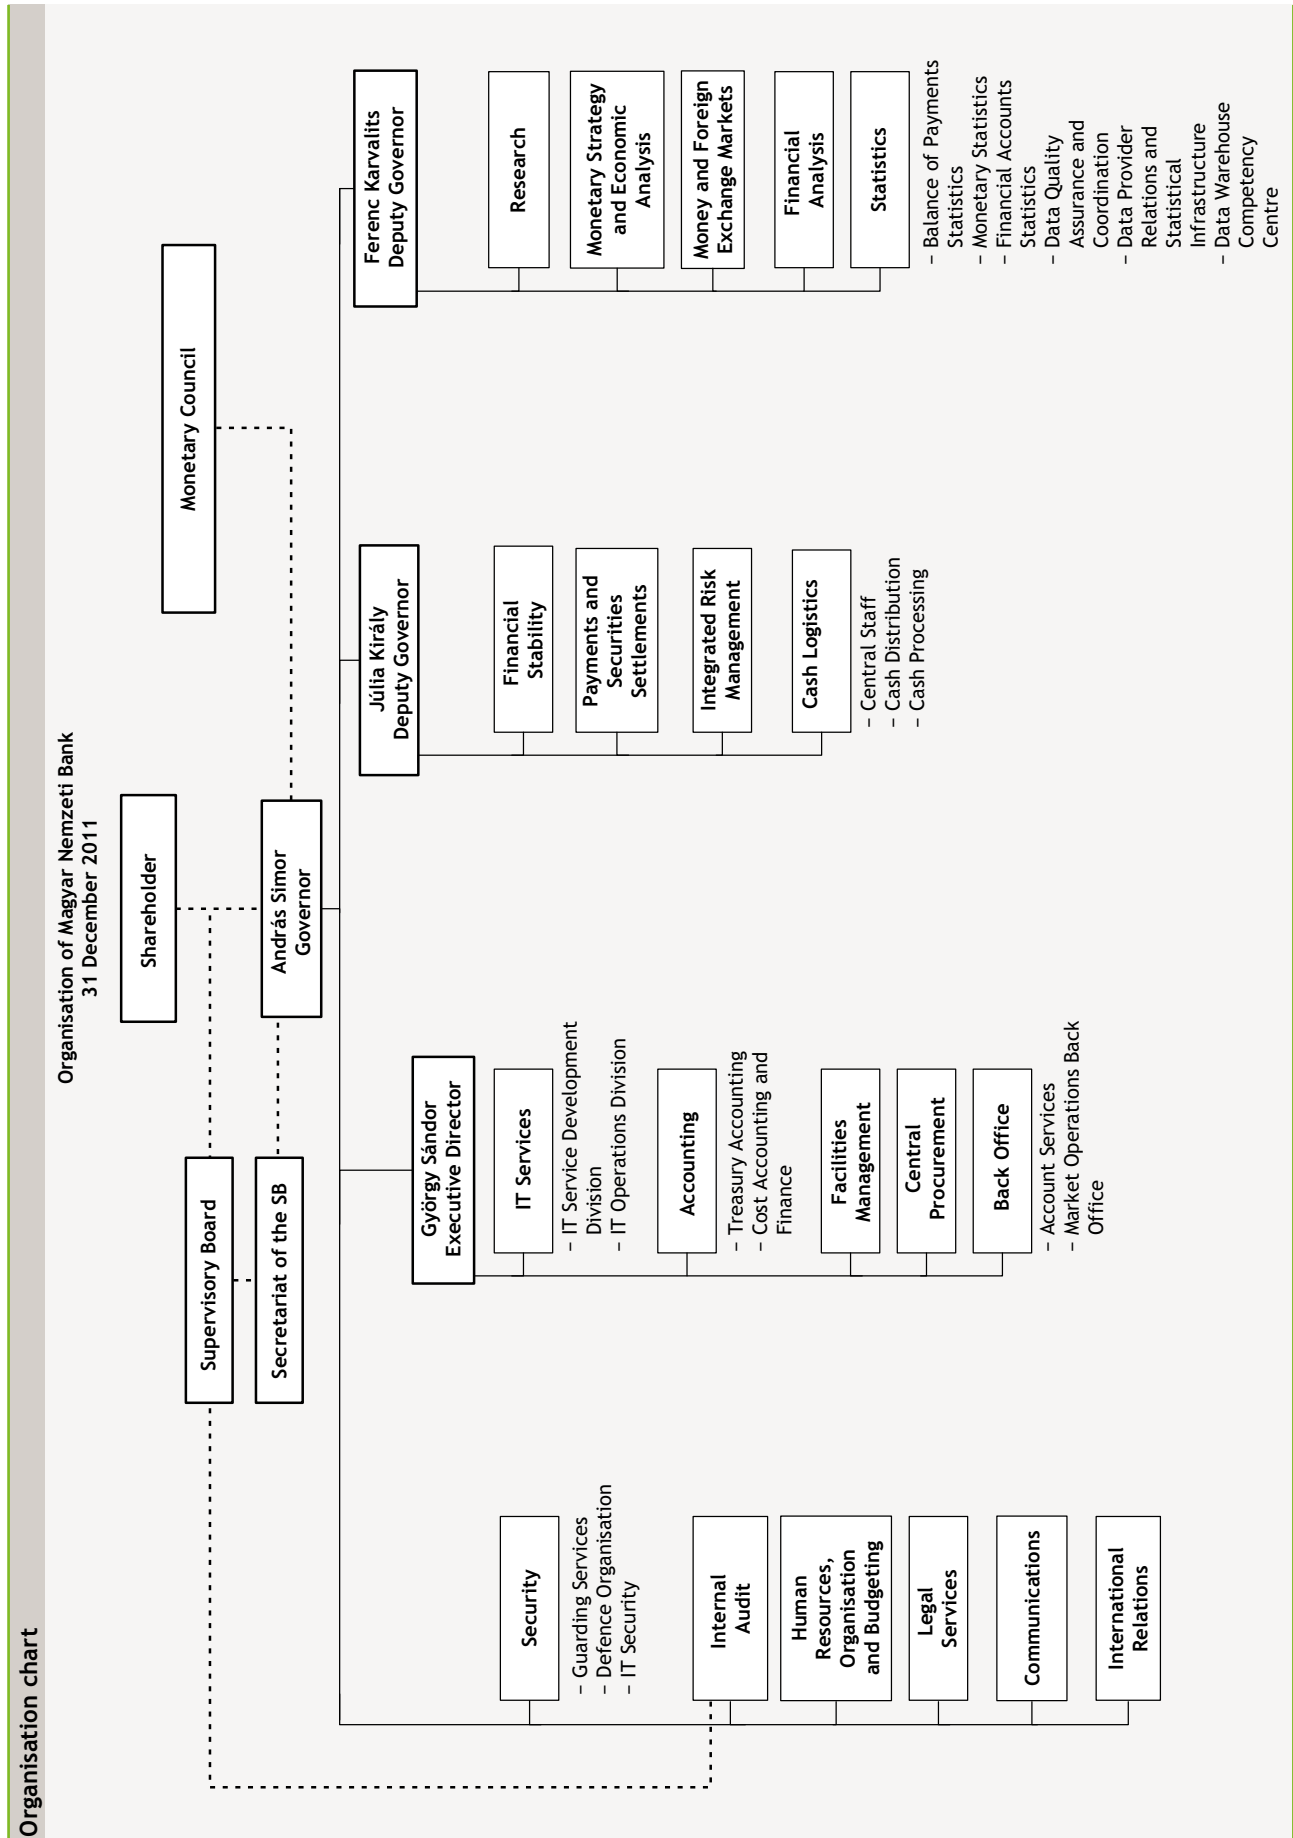 Organisation chart
Organisation of Magyar Nemzeti Bank
31 December 2011
Shareholder
Monetary Council
Supervisory Board
Secretariat of the SB
András Simor
Governor
Security
– Guarding Services
– Defence Organisation
– IT Security
Internal
Audit
Human
Resources,
Organisation
and Budgeting
Legal
Services
Communications
International
Relations
György Sándor
Executive Director
IT Services
– IT Service Development
Division
– IT Operations Division
Accounting
– Treasury Accounting
– Cost Accounting and
Finance
Facilities
Management
Central
Procurement
Back Office
– Account Services
– Market Operations Back
Office
Júlia Király
Deputy Governor
Financial
Stability
Payments and
Securities
Settlements
Integrated Risk
Management
Cash Logistics
– Central Staff
– Cash Distribution
– Cash Processing
Ferenc Karvalits
Deputy Governor
Research
Monetary Strategy
and Economic
Analysis
Money and Foreign
Exchange Markets
Financial
Analysis
Statistics
– Balance of Payments
Statistics
– Monetary Statistics
– Financial Accounts
Statistics
– Data Quality
Assurance and
Coordination
– Data Provider
Relations and
Statistical
Infrastructure
– Data Warehouse
Competency
Centre